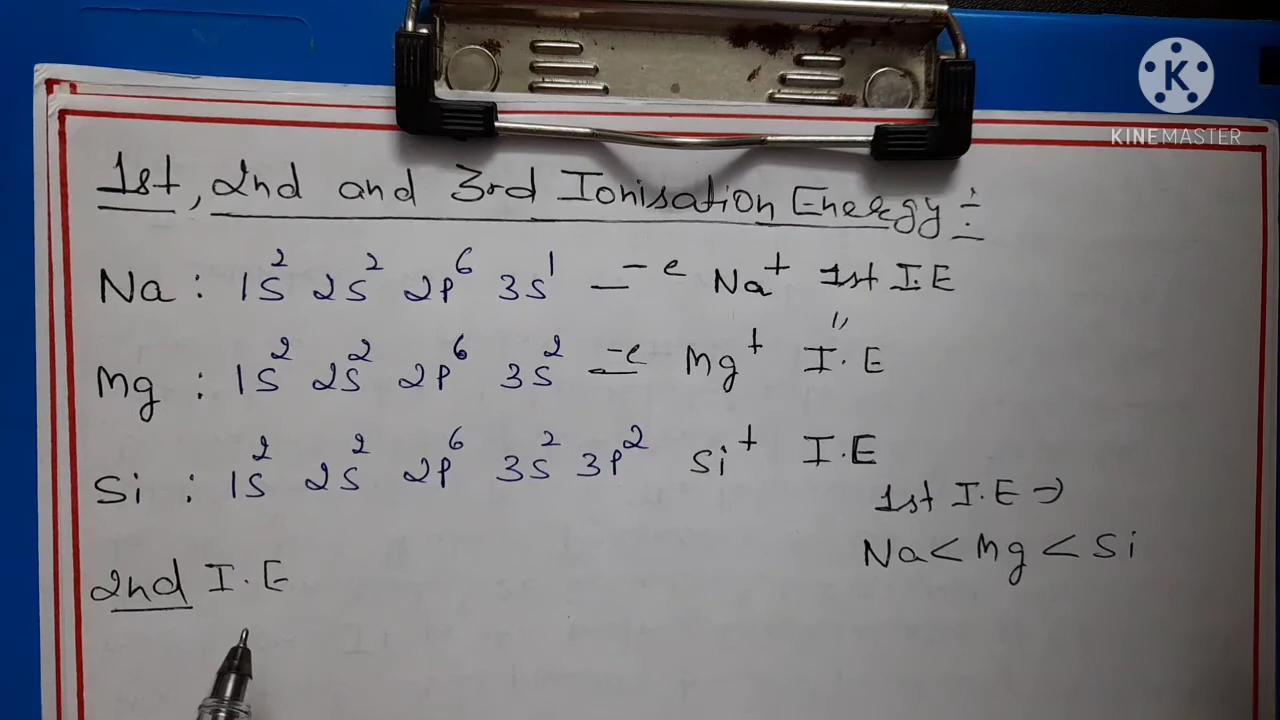 K
KINEMASTER
1st, 2nd and 3rd Ionisation Energy :-
Na : 1s² 2s² 2p⁶ 3s¹ —⁻ᵉ Na⁺ 1st I.E
Mg : 1s² 2s² 2p⁶ 3s² —⁻ᵉ Mg⁺ I.E
Si : 1s² 2s² 2p⁶ 3s² 3p² Si⁺ I.E
1st I.E ⇒
Na < Mg < Si
2nd I.E